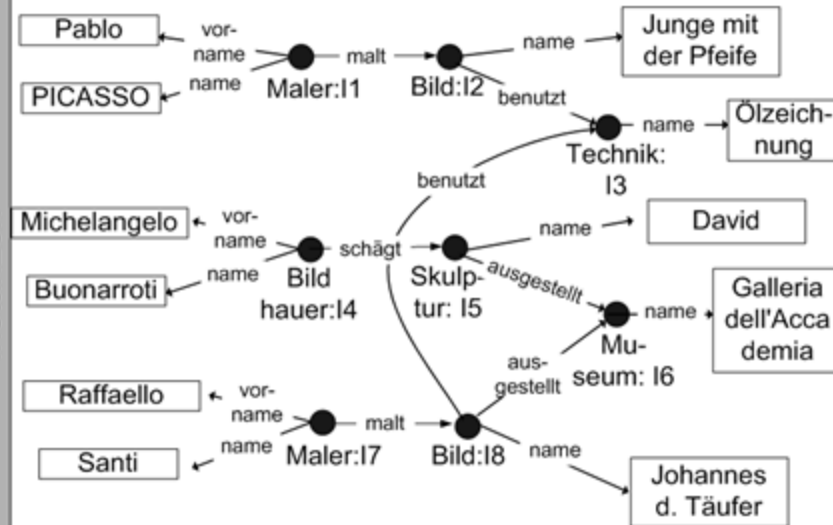 Pablo
vor-
name
name
PICASSO
Maler:I1
malt
Bild:I2
name
Junge mit
der Pfeife
benutzt
Technik:
I3
name
Ölzeich-
nung
benutzt
Michelangelo
vor-
name
name
Buonarroti
Bild
hauer:I4
schägt
Skulp-
tur: I5
name
David
ausgestellt
Mu-
seum: I6
name
Galleria
dell'Acca
demia
aus-
gestellt
Raffaello
vor-
name
name
Santi
Maler:I7
malt
Bild:I8
name
Johannes
d. Täufer